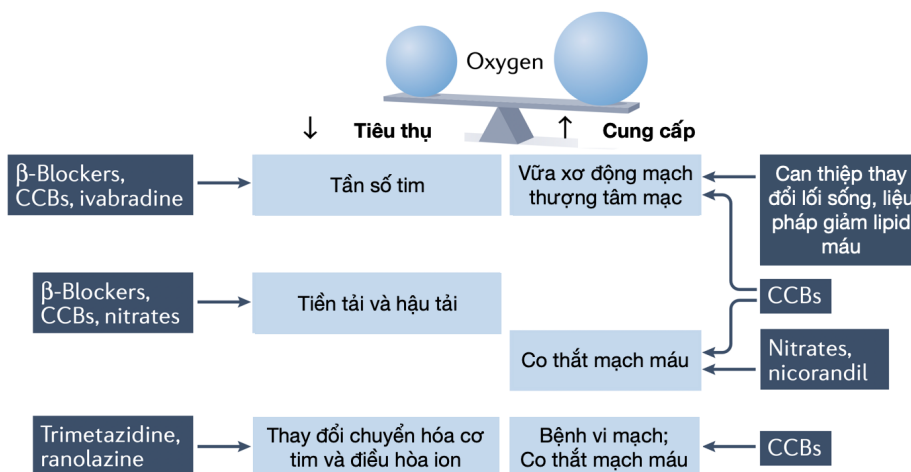 Oxygen
↓ Tiêu thụ
↑ Cung cấp
β-Blockers,
CCBs, ivabradine
Tần số tim
Vữa xơ động mạch
thượng tâm mạc
Can thiệp thay
đổi lối sống, liệu
pháp giảm lipid
máu
β-Blockers,
CCBs, nitrates
Tiền tải và hậu tải
CCBs
Co thắt mạch máu
Nitrates,
nicorandil
Trimetazidine,
ranolazine
Thay đổi chuyển hóa cơ
tim và điều hòa ion
Bệnh vi mạch;
Co thắt mạch máu
CCBs